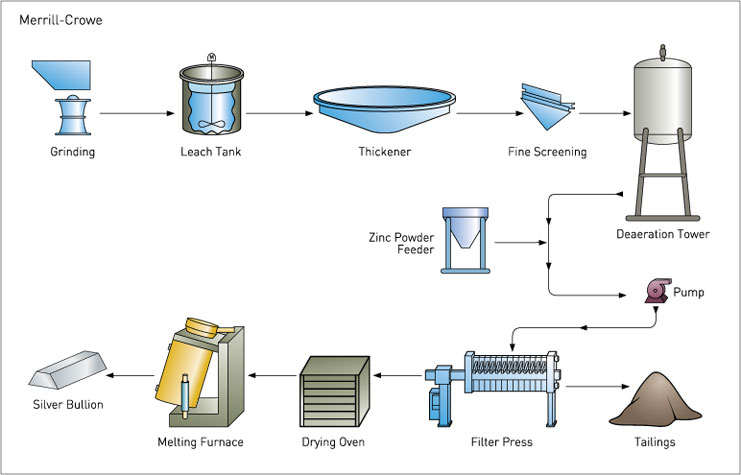 Merrill-Crowe
M
Grinding
Leach Tank
Thickener
Fine Screening
Deaeration Tower
Zinc Powder
Feeder
Pump
Silver Bullion
Melting Furnace
Drying Oven
Filter Press
Tailings